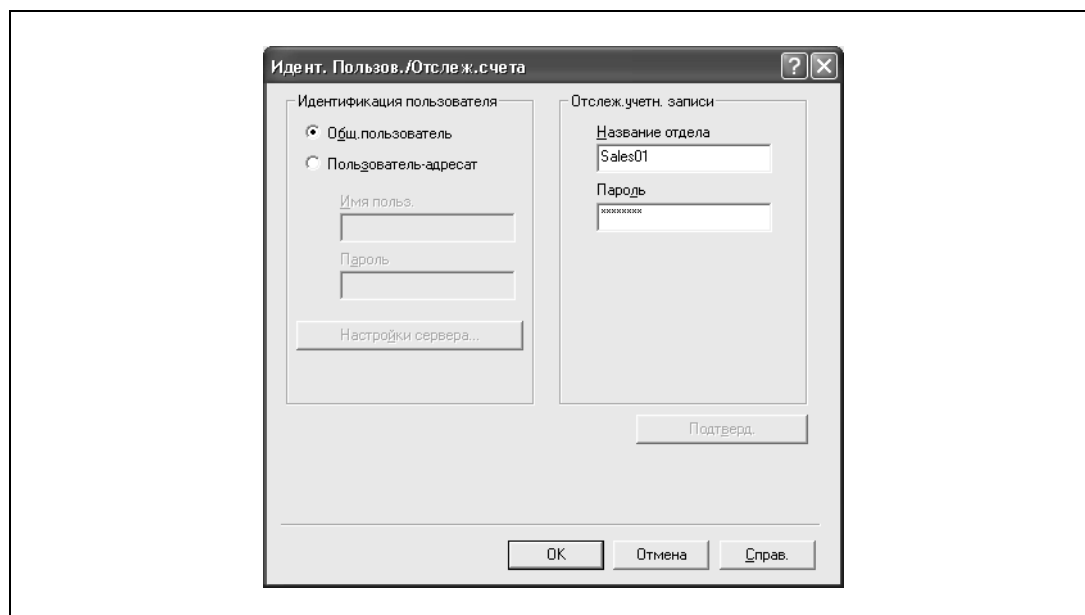 Идент. Пользов./Отслеж.счета
Идентификация пользователя
Общ.пользователь
Пользователь-адресат
Имя польз.
Пароль
Настройки сервера...
Отслеж.учетн. записи
Название отдела
Sales01
Пароль
××××××××
Подтверд.
OK
Отмена
Справ.